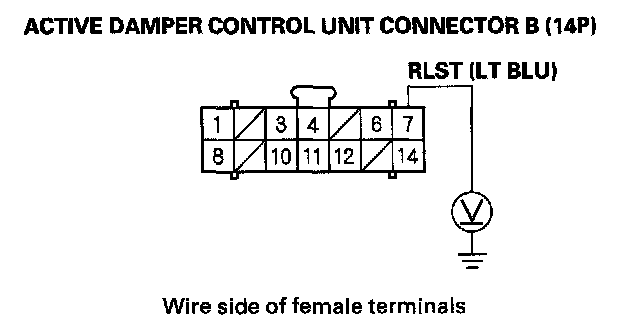 ACTIVE DAMPER CONTROL UNIT CONNECTOR B (14P)
RLST (LT BLU)
1 3 4 6 7
8 10 11 12 14
V
Wire side of female terminals